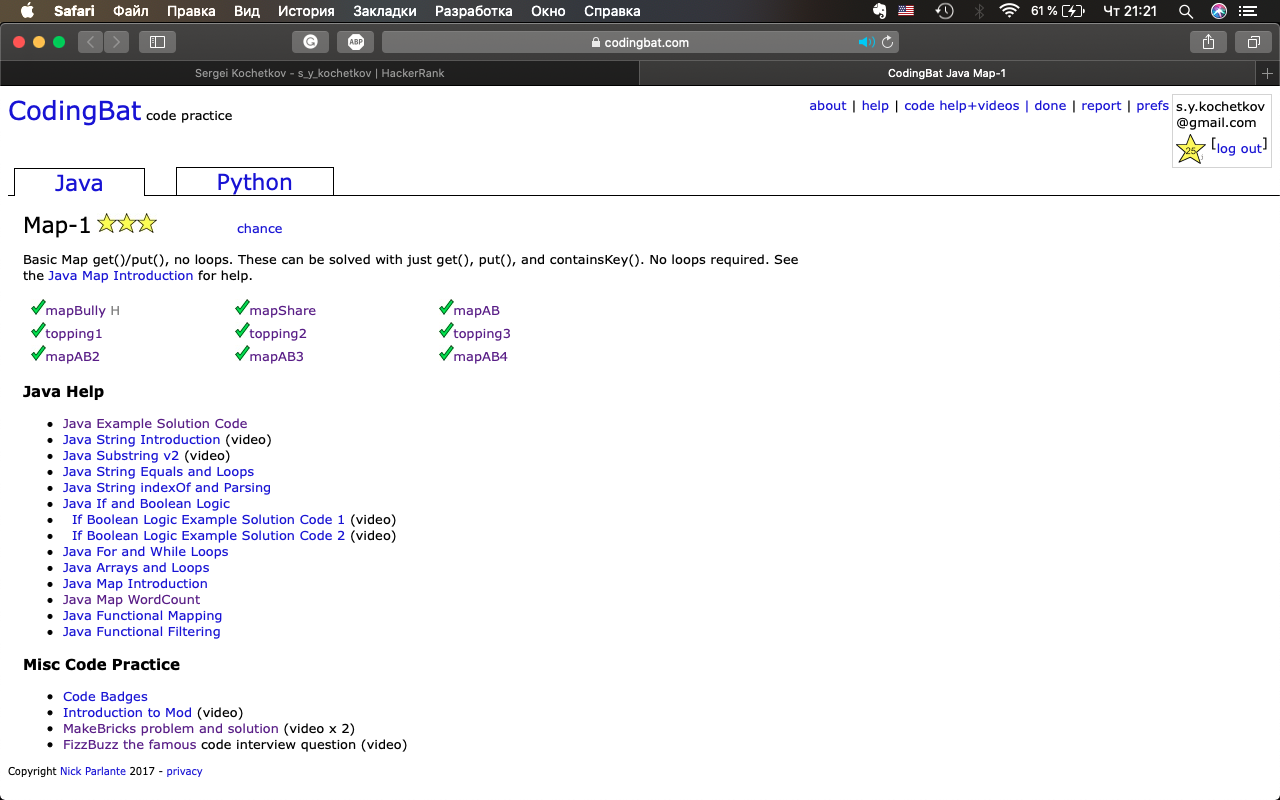 Safari Файл Правка Вид История Закладки Разработка Окно Справка 61 % Чт 21:21
ABP codingbat.com
Sergei Kochetkov - s_y_kochetkov | HackerRank CodingBat Java Map-1
CodingBat code practice
about | help | code help+videos | done | report | prefs
s.y.kochetkov
@gmail.com
25 [log out]
Java Python
Map-1 chance
Basic Map get()/put(), no loops. These can be solved with just get(), put(), and containsKey(). No loops required. See
the Java Map Introduction for help.
mapBully H mapShare mapAB
topping1 topping2 topping3
mapAB2 mapAB3 mapAB4
Java Help
Java Example Solution Code
Java String Introduction (video)
Java Substring v2 (video)
Java String Equals and Loops
Java String indexOf and Parsing
Java If and Boolean Logic
If Boolean Logic Example Solution Code 1 (video)
If Boolean Logic Example Solution Code 2 (video)
Java For and While Loops
Java Arrays and Loops
Java Map Introduction
Java Map WordCount
Java Functional Mapping
Java Functional Filtering
Misc Code Practice
Code Badges
Introduction to Mod (video)
MakeBricks problem and solution (video x 2)
FizzBuzz the famous code interview question (video)
Copyright Nick Parlante 2017 - privacy